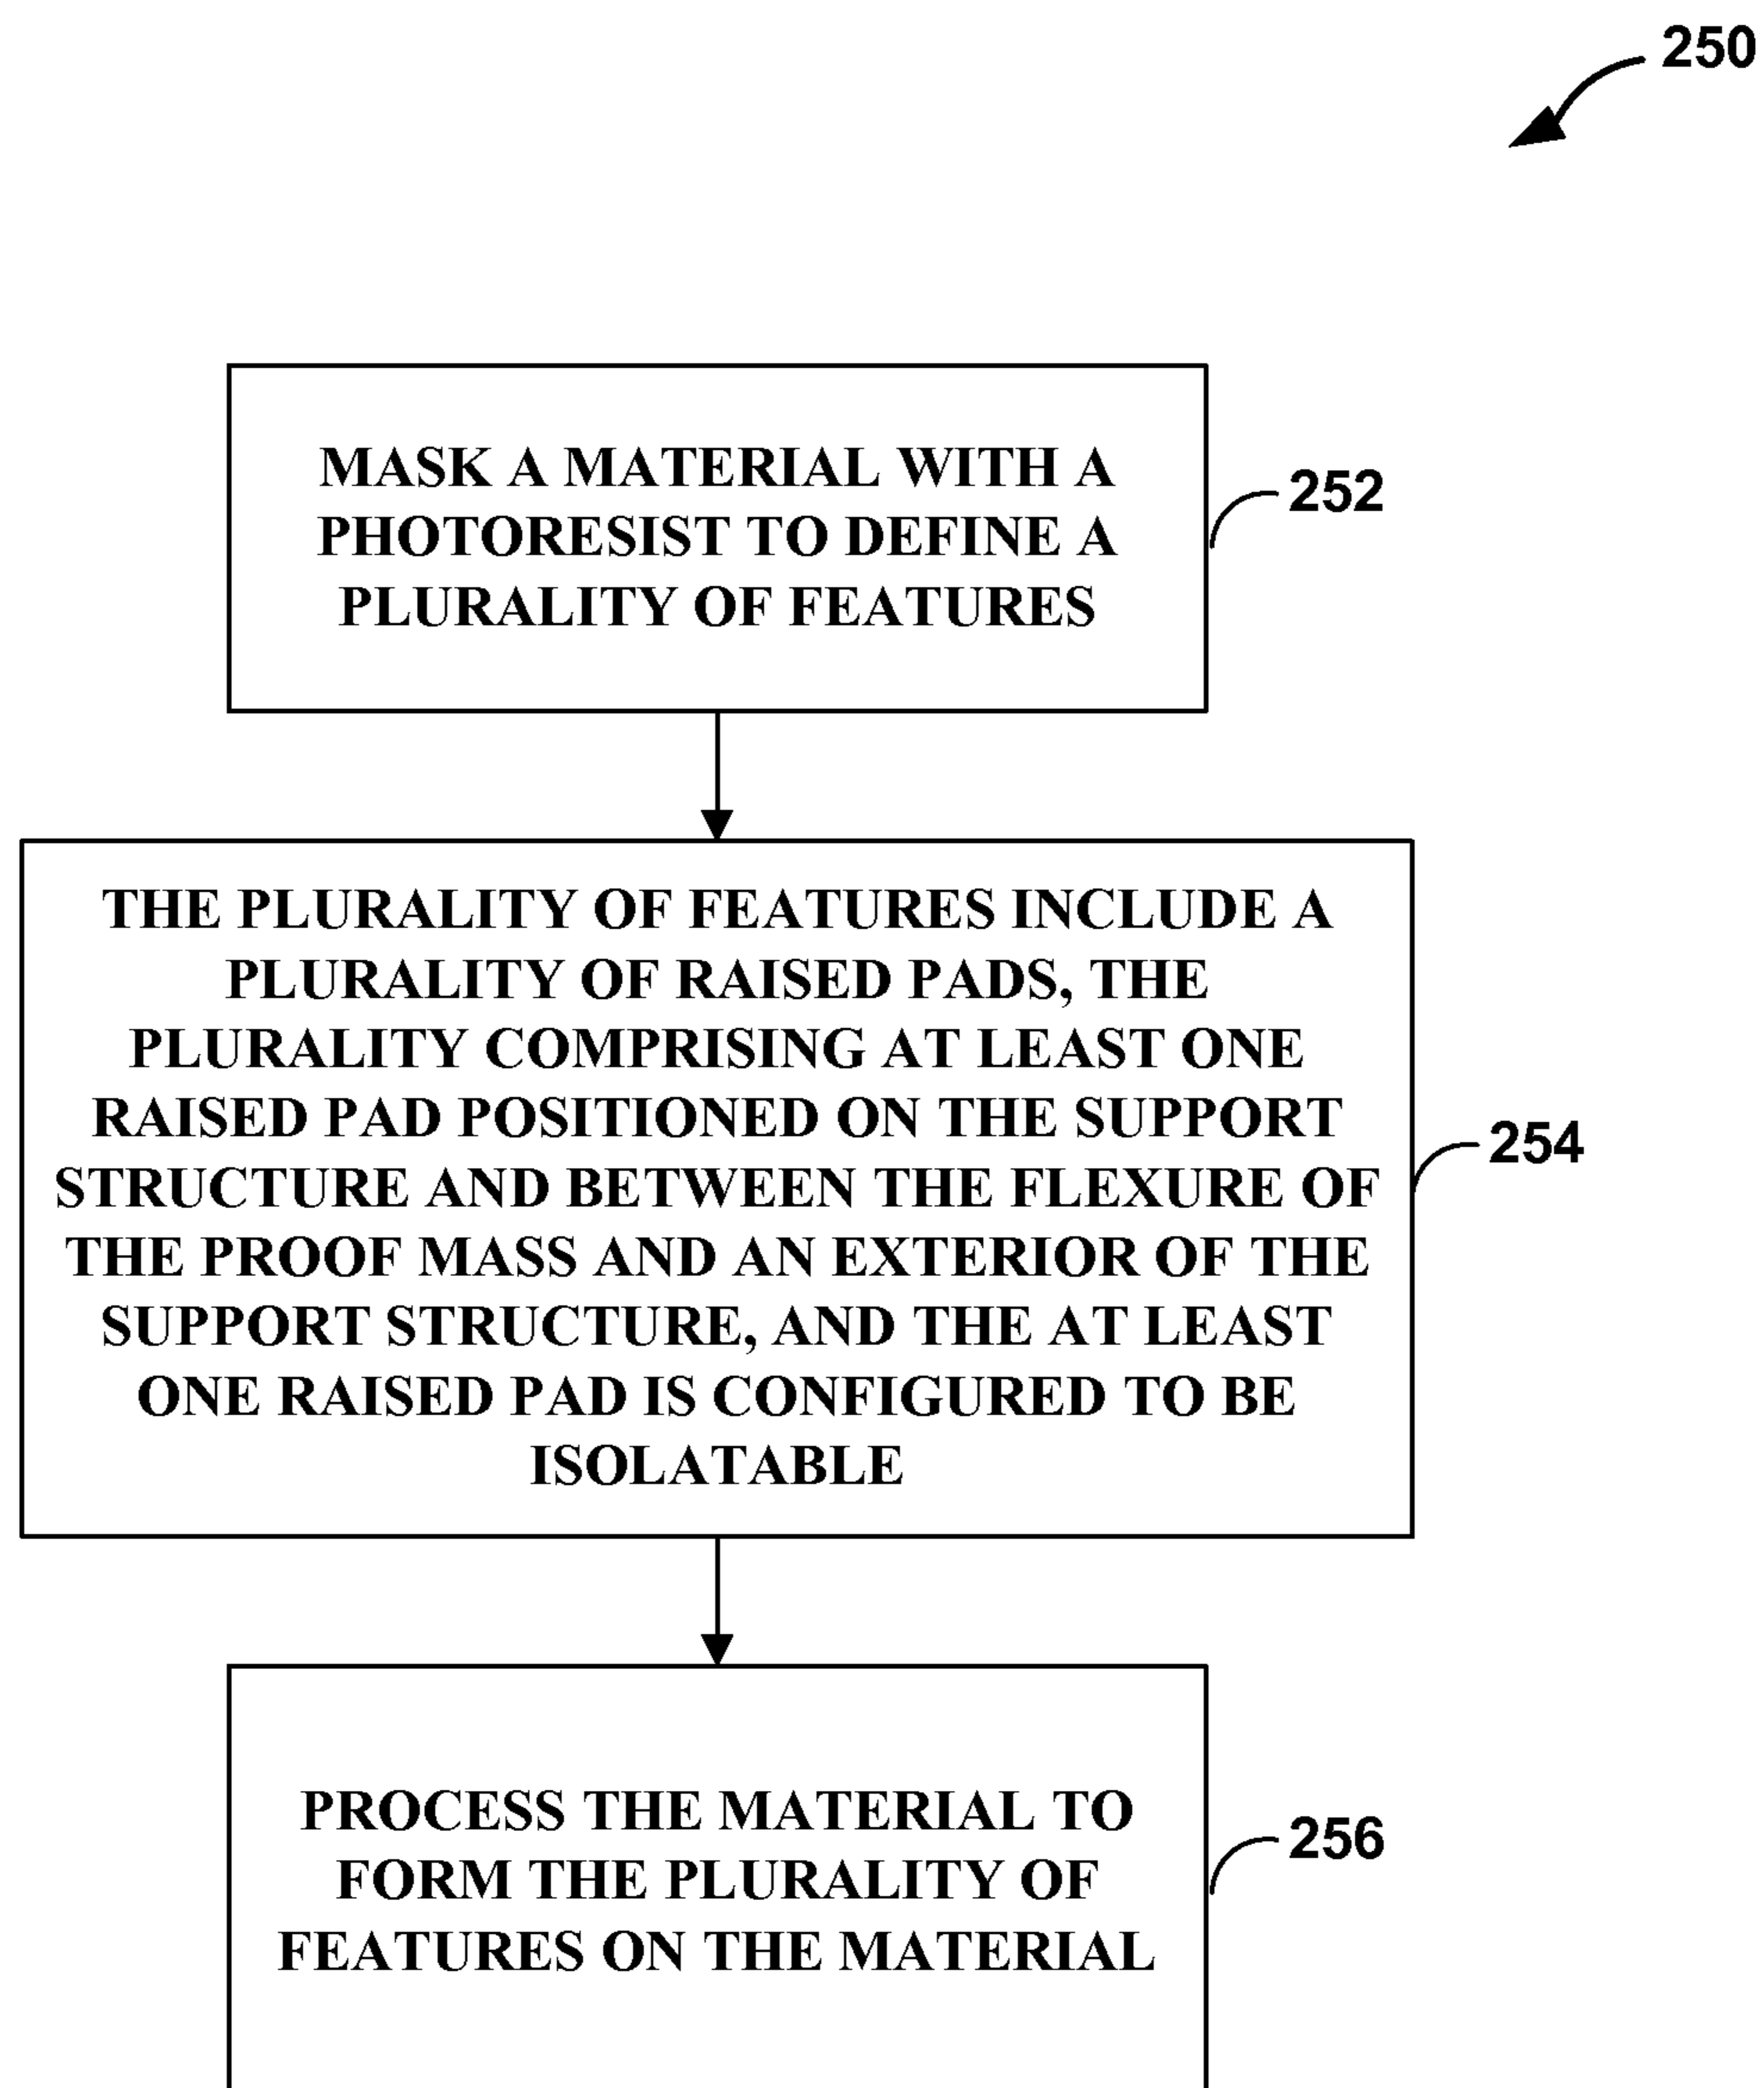 250
MASK A MATERIAL WITH A
PHOTORESIST TO DEFINE A
PLURALITY OF FEATURES
252
THE PLURALITY OF FEATURES INCLUDE A
PLURALITY OF RAISED PADS, THE
PLURALITY COMPRISING AT LEAST ONE
RAISED PAD POSITIONED ON THE SUPPORT
STRUCTURE AND BETWEEN THE FLEXURE OF
THE PROOF MASS AND AN EXTERIOR OF THE
SUPPORT STRUCTURE, AND THE AT LEAST
ONE RAISED PAD IS CONFIGURED TO BE
ISOLATABLE
254
PROCESS THE MATERIAL TO
FORM THE PLURALITY OF
FEATURES ON THE MATERIAL
256